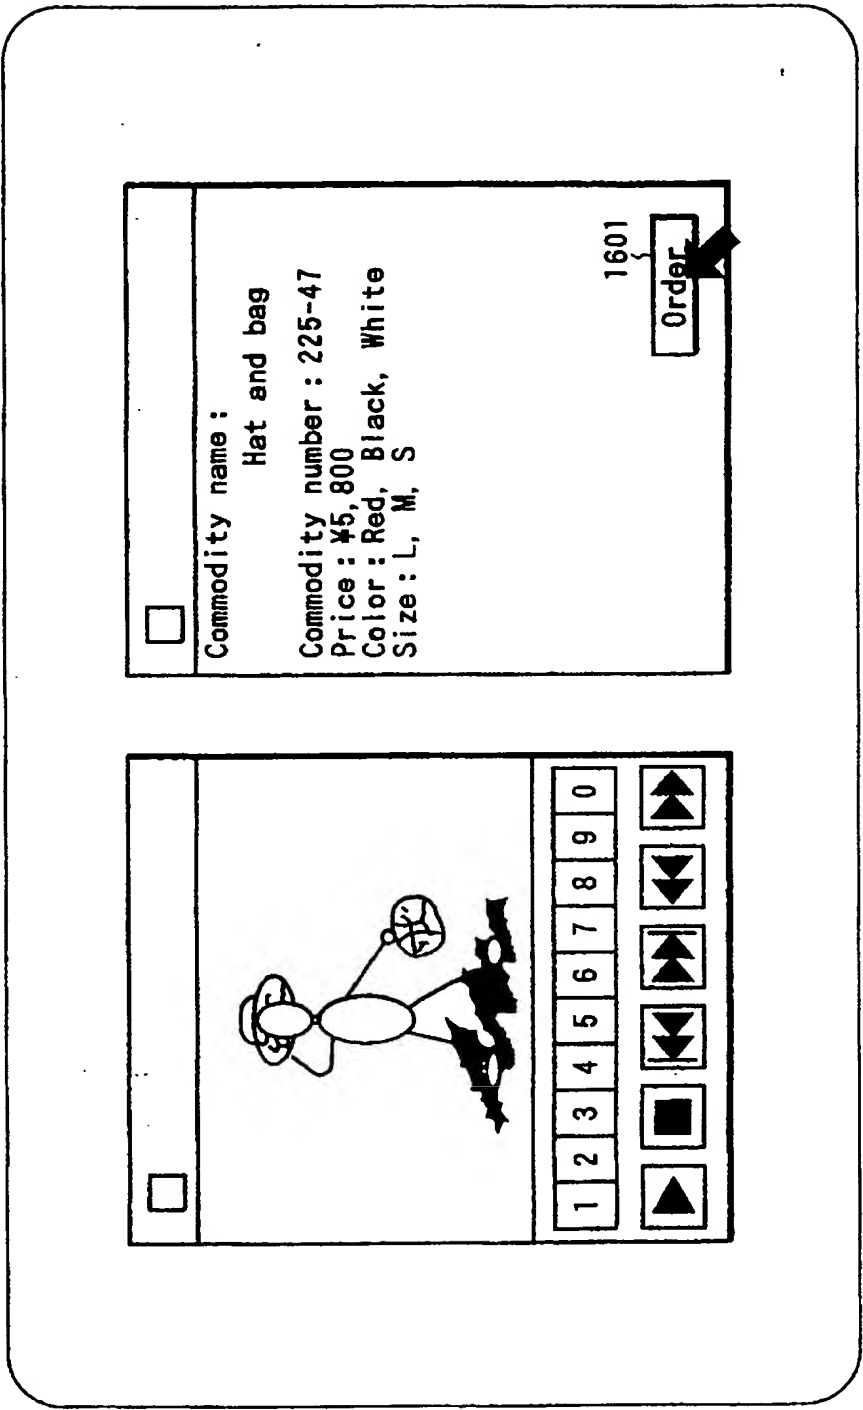 1 2 3 4 5 6 7 8 9 0
Commodity name:
Hat and bag
Commodity number: 225-47
Price: ¥5,800
Color: Red, Black, White
Size: L, M, S
1601
Order